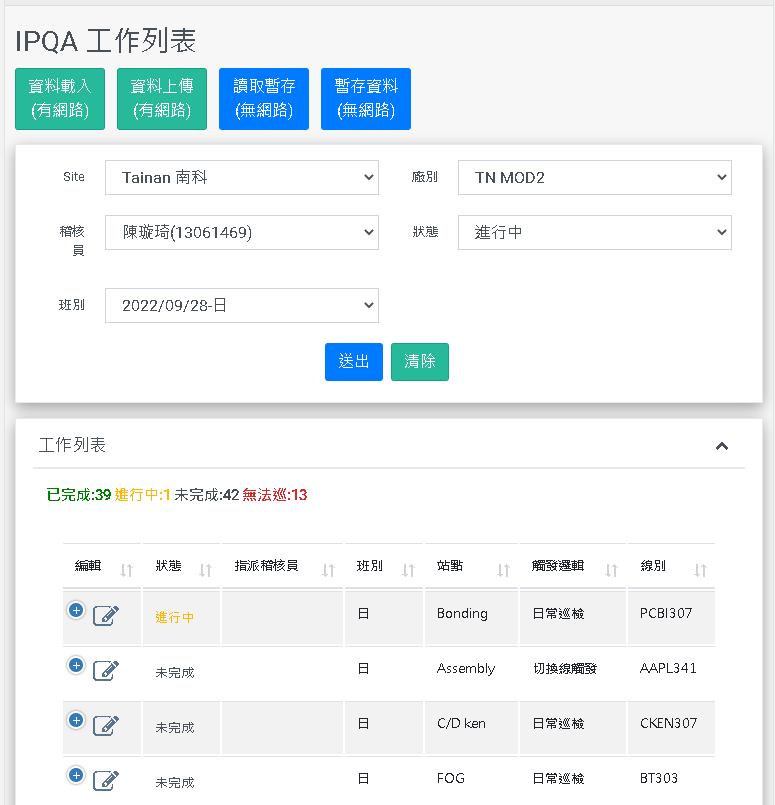 IPQA 工作列表
資料載入 資料上傳 讀取暫存 暫存資料
(有網路) (有網路) (無網路) (無網路)
Site Tainan 南科 廠別 TN MOD2
稽核員 陳璇琦(13061469) 狀態 進行中
班別 2022/09/28-日
送出 清除
工作列表
已完成:39 進行中:1 未完成:42 無法巡:13
編輯 狀態 指派稽核員 班別 站點 觸發邏輯 線別
進行中 日 Bonding 日常巡檢 PCBI307
未完成 日 Assembly 切換線觸發 AAPL341
未完成 日 C/D ken 日常巡檢 CKEN307
未完成 日 FOG 日常巡檢 BT303